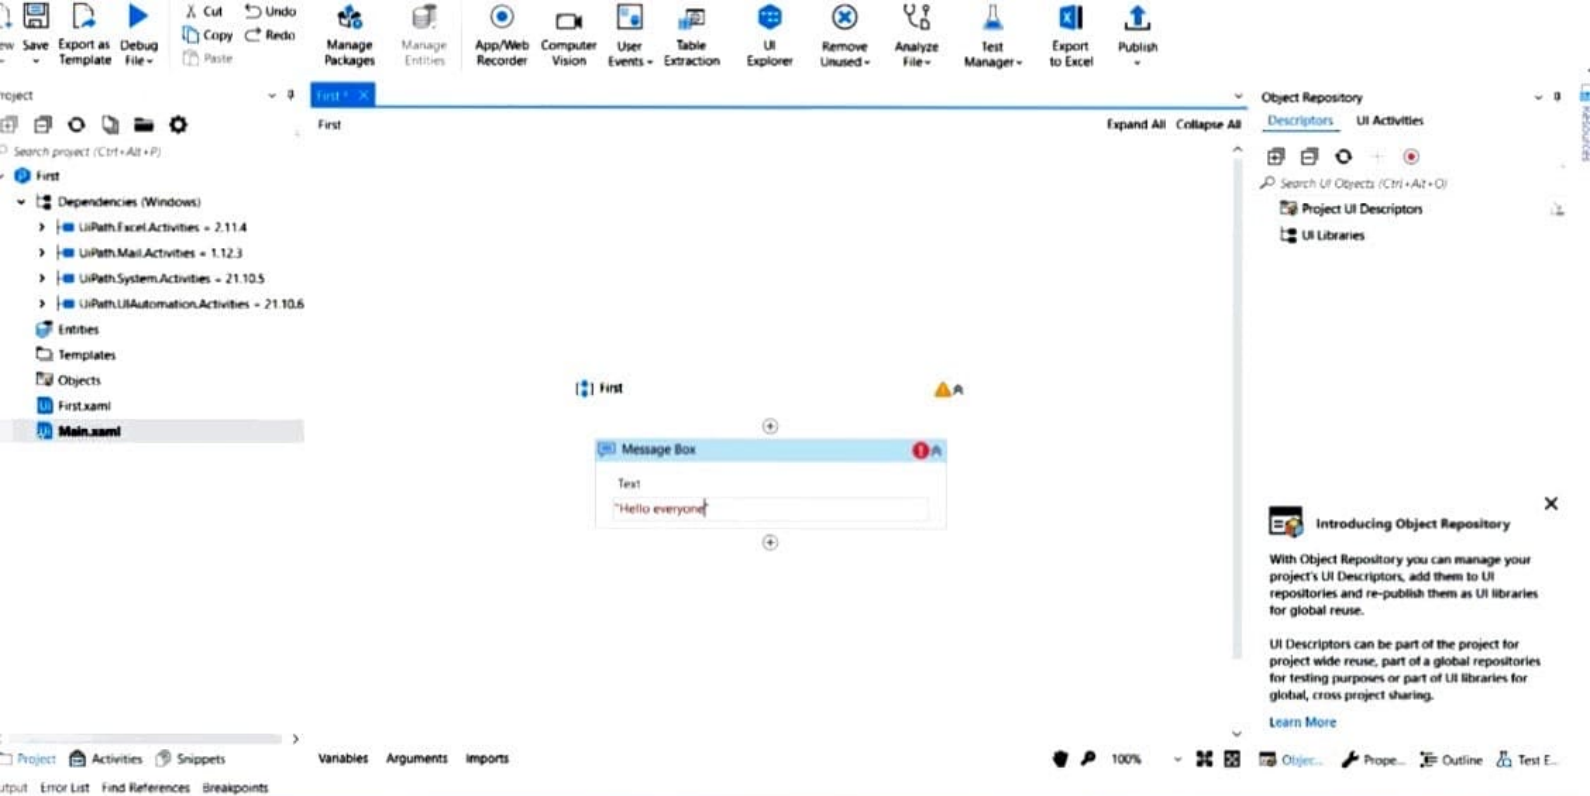 Save
Export as
Template
Debug
File
Cut
Copy
Paste
Undo
Redo
Manage
Packages
Manage
Entities
App/Web
Recorder
Computer
Vision
User
Events
Table
Extraction
UI
Explorer
Remove
Unused
Analyze
File
Test
Manager
Export
to Excel
Publish
Search project (Ctrl+Alt+P)
First
Dependencies (Windows)
UiPath.Excel.Activities = 2.11.4
UiPath.Mail.Activities = 1.12.3
UiPath.System.Activities = 21.10.5
UiPath.UIAutomation.Activities = 21.10.6
Entities
Templates
Objects
First.xaml
Main.xaml
Project Activities Snippets
Error List Find References Breakpoints
First *
First
Expand All Collapse All
First
Message Box
Text
"Hello everyone"
Variables Arguments Imports
100%
Object Repository
Descriptors UI Activities
Search UI Objects (Ctrl+Alt+O)
Project UI Descriptors
UI Libraries
Introducing Object Repository
With Object Repository you can manage your
project's UI Descriptors, add them to UI
repositories and re-publish them as UI libraries
for global reuse.
UI Descriptors can be part of the project for
project wide reuse, part of a global repositories
for testing purposes or part of UI libraries for
global, cross project sharing.
Learn More
Objec... Prope... Outline Test E...
Resources